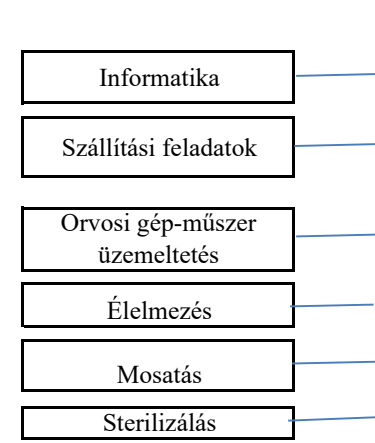 Informatika
Szállítási feladatok
Orvosi gép-műszer
üzemeltetés
Élelmezés
Mosatás
Sterilizálás